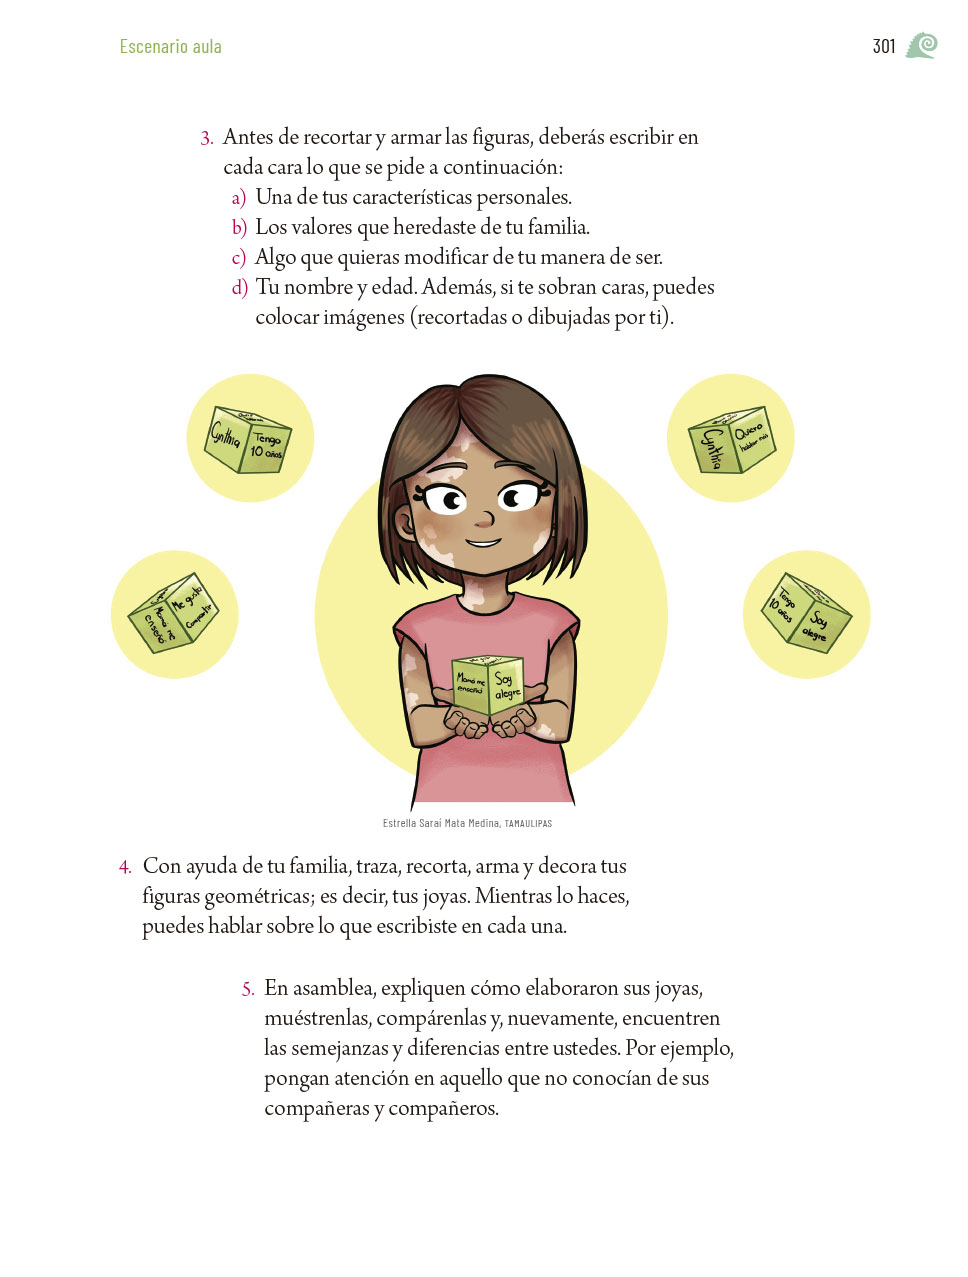 Escenario aula
301
3. Antes de recortar y armar las figuras, deberás escribir en
cada cara lo que se pide a continuación:
a) Una de tus características personales.
b) Los valores que heredaste de tu familia.
c) Algo que quieras modificar de tu manera de ser.
d) Tu nombre y edad. Además, si te sobran caras, puedes
colocar imágenes (recortadas o dibujadas por ti).
Cynthia
Tengo
10 años
Cynthia
Quiero
hablar más
Mamá me
enseñó
Me gusta
compartir
Tengo
10 años
Soy
alegre
Mamá me
enseñó
Soy
alegre
Estrella Saraí Mata Medina, TAMAULIPAS
4. Con ayuda de tu familia, traza, recorta, arma y decora tus
figuras geométricas; es decir, tus joyas. Mientras lo haces,
puedes hablar sobre lo que escribiste en cada una.
5. En asamblea, expliquen cómo elaboraron sus joyas,
muéstrenlas, compárenlas y, nuevamente, encuentren
las semejanzas y diferencias entre ustedes. Por ejemplo,
pongan atención en aquello que no conocían de sus
compañeras y compañeros.